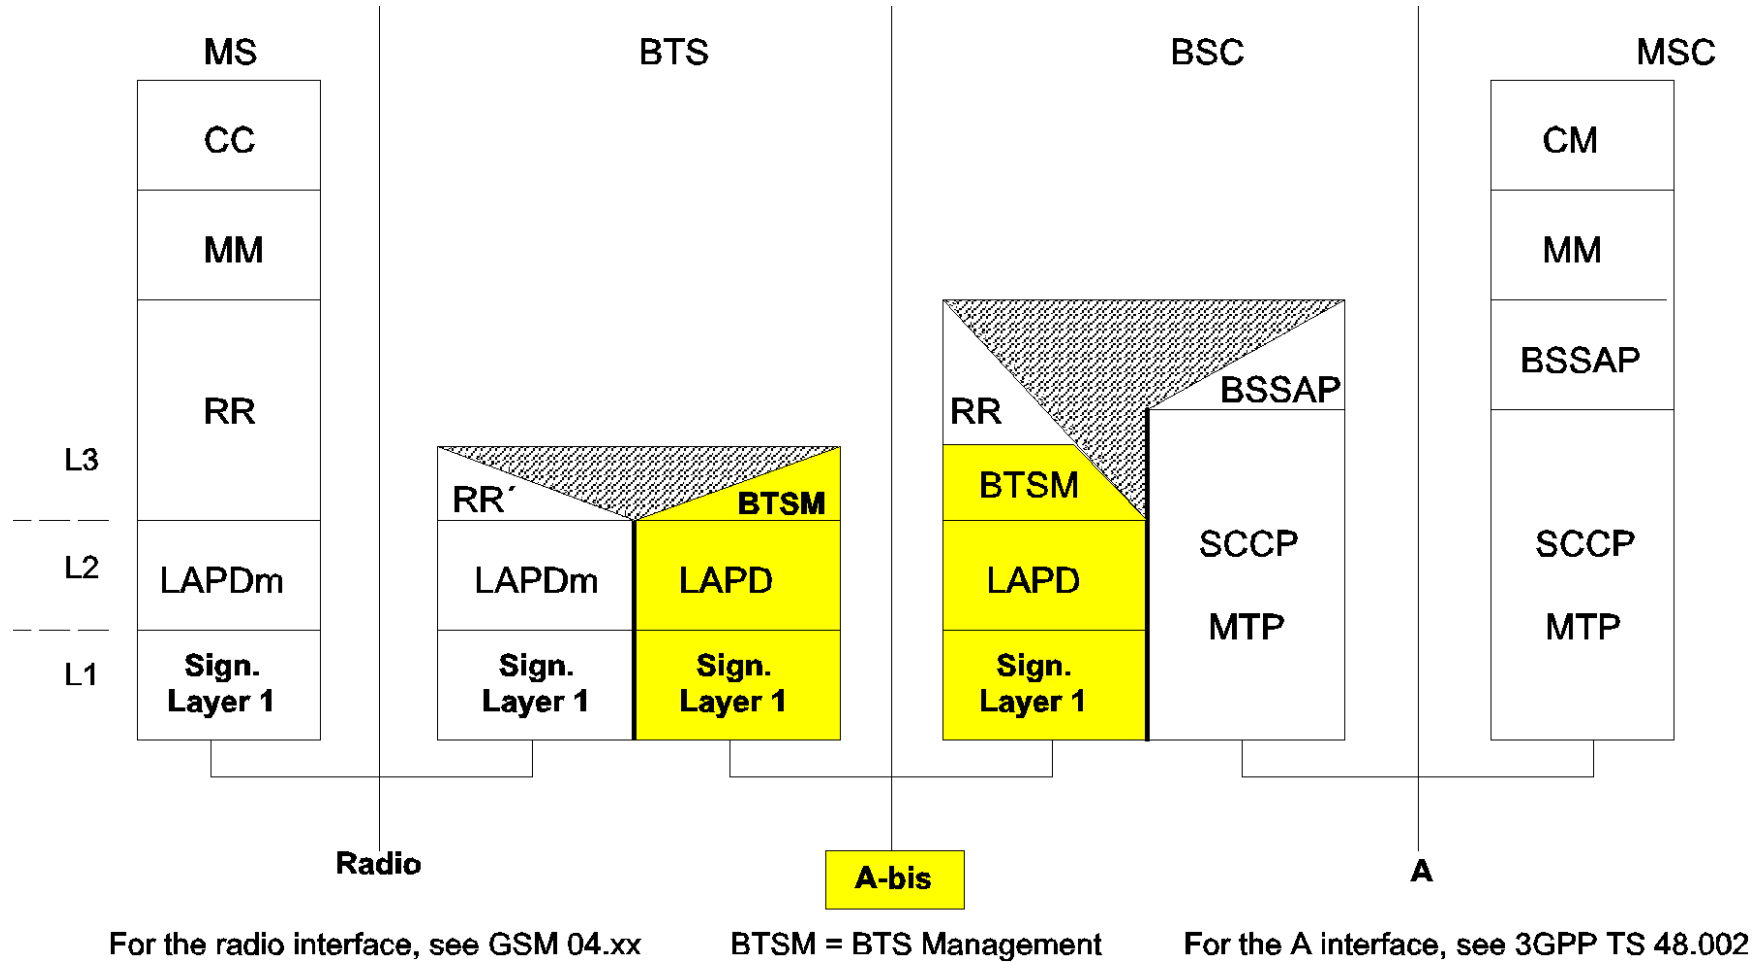 MS
BTS
BSC
MSC
CC
CM
MM
MM
RR
RR
BSSAP
BSSAP
L3
RR´
BTSM
BTSM
L2
LAPDm
LAPDm
LAPD
LAPD
SCCP
SCCP
MTP
MTP
L1
Sign.
Layer 1
Sign.
Layer 1
Sign.
Layer 1
Sign.
Layer 1
Radio
A-bis
A
For the radio interface, see GSM 04.xx
BTSM = BTS Management
For the A interface, see 3GPP TS 48.002